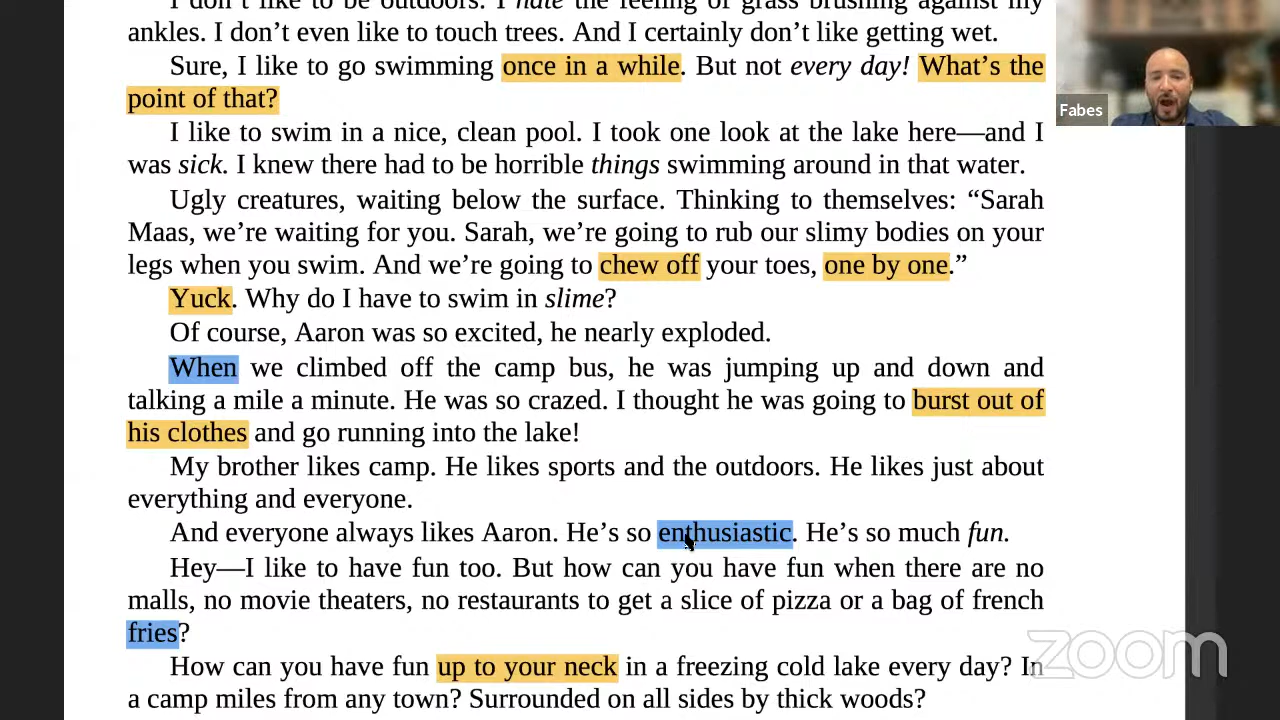 I don't like to be outdoors. I hate the feeling of grass brushing against my
ankles. I don't even like to touch trees. And I certainly don't like getting wet.
Sure, I like to go swimming once in a while. But not every day! What's the
point of that?
I like to swim in a nice, clean pool. I took one look at the lake here—and I
was sick. I knew there had to be horrible things swimming around in that water.
Ugly creatures, waiting below the surface. Thinking to themselves: “Sarah
Maas, we're waiting for you. Sarah, we're going to rub our slimy bodies on your
legs when you swim. And we're going to chew off your toes, one by one.”
Yuck. Why do I have to swim in slime?
Of course, Aaron was so excited, he nearly exploded.
When we climbed off the camp bus, he was jumping up and down and
talking a mile a minute. He was so crazed. I thought he was going to burst out of
his clothes and go running into the lake!
My brother likes camp. He likes sports and the outdoors. He likes just about
everything and everyone.
And everyone always likes Aaron. He's so enthusiastic. He's so much fun.
Hey—I like to have fun too. But how can you have fun when there are no
malls, no movie theaters, no restaurants to get a slice of pizza or a bag of french
fries?
How can you have fun up to your neck in a freezing cold lake every day? In
a camp miles from any town? Surrounded on all sides by thick woods?
Fabes
zoom